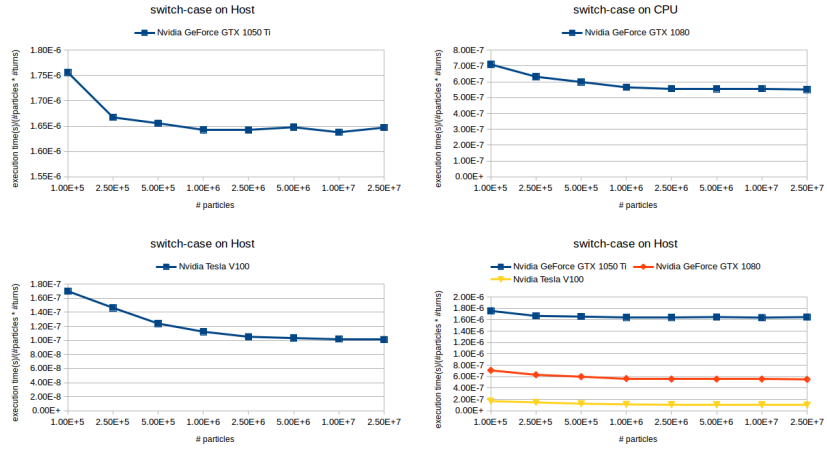 switch-case on Host
Nvidia GeForce GTX 1050 Ti
execution time(s)/(#particles * #turns)
1.80E-6
1.75E-6
1.70E-6
1.65E-6
1.60E-6
1.55E-6
1.00E+5 2.50E+5 5.00E+5 1.00E+6 2.50E+6 5.00E+6 1.00E+7 2.50E+7
# particles
switch-case on CPU
Nvidia GeForce GTX 1080
execution time(s)/(#particles * #turns)
8.00E-7
7.00E-7
6.00E-7
5.00E-7
4.00E-7
3.00E-7
2.00E-7
1.00E-7
0.00E+
1.00E+5 2.50E+5 5.00E+5 1.00E+6 2.50E+6 5.00E+6 1.00E+7 2.50E+7
# particles
switch-case on Host
Nvidia Tesla V100
execution time(s)/(#particles * #turns)
1.80E-7
1.60E-7
1.40E-7
1.20E-7
1.00E-7
8.00E-8
6.00E-8
4.00E-8
2.00E-8
0.00E+
1.00E+5 2.50E+5 5.00E+5 1.00E+6 2.50E+6 5.00E+6 1.00E+7 2.50E+7
# particles
switch-case on Host
Nvidia GeForce GTX 1050 Ti Nvidia GeForce GTX 1080
Nvidia Tesla V100
execution time(s)/(#particles * #turns)
2.00E-6
1.80E-6
1.60E-6
1.40E-6
1.20E-6
1.00E-6
8.00E-7
6.00E-7
4.00E-7
2.00E-7
0.00E+
1.00E+5 2.50E+5 5.00E+5 1.00E+6 2.50E+6 5.00E+6 1.00E+7 2.50E+7
# particles